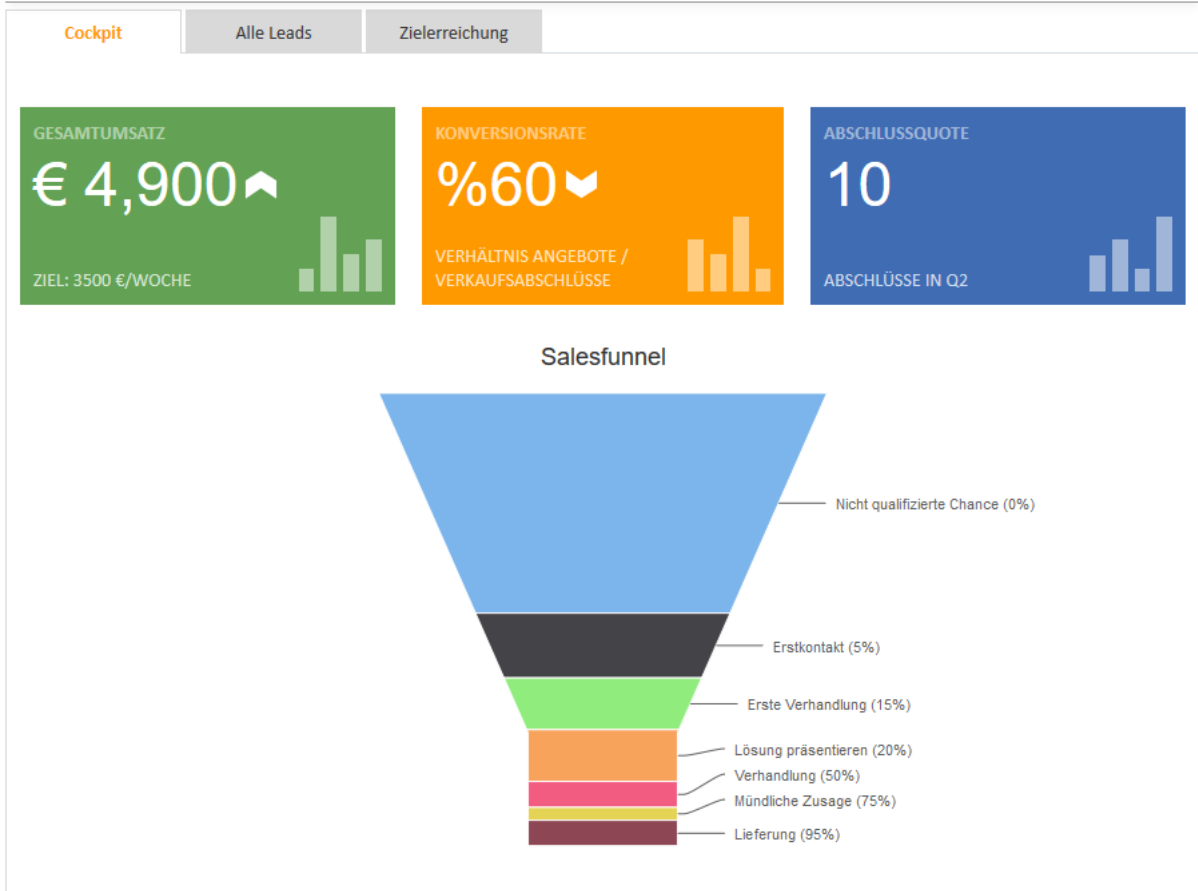 Cockpit
Alle Leads
Zielerreichung
GESAMTUMSATZ
€ 4,900
ZIEL: 3500 €/WOCHE
KONVERSIONSRATE
%60
VERHÄLTNIS ANGEBOTE /
VERKAUFSABSCHLÜSSE
ABSCHLUSSQUOTE
10
ABSCHLÜSSE IN Q2
Salesfunnel
Nicht qualifizierte Chance (0%)
Erstkontakt (5%)
Erste Verhandlung (15%)
Lösung präsentieren (20%)
Verhandlung (50%)
Mündliche Zusage (75%)
Lieferung (95%)